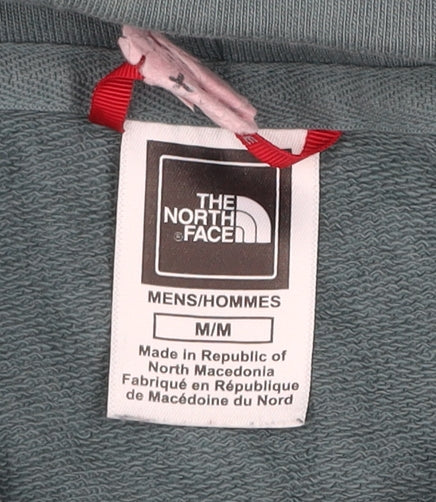 THE
NORTH
®FACE
MENS/HOMMES
M/M
Made in Republic of
North Macedonia
Fabriqué en République
de Macédoine du Nord